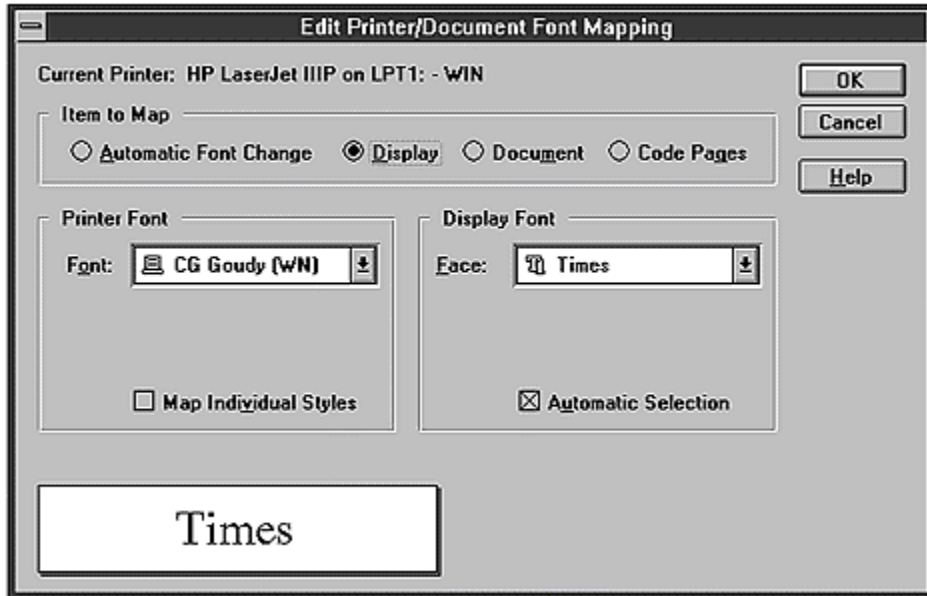 Edit Printer/Document Font Mapping
Current Printer: HP LaserJet IIIP on LPT1: - WIN
OK
Item to Map
Cancel
Automatic Font Change Display Document Code Pages
Help
Printer Font Display Font
Font: CG Goudy (WN) Face: Times
Map Individual Styles Automatic Selection
Times